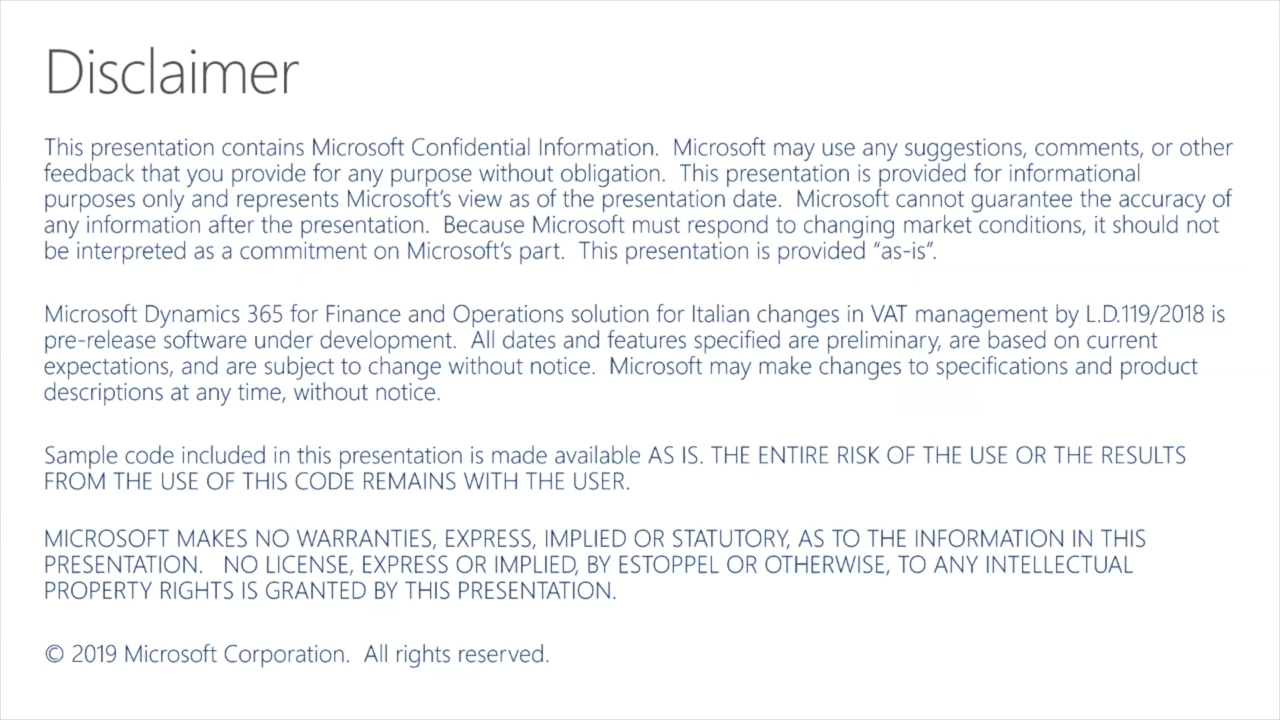 Disclaimer
This presentation contains Microsoft Confidential Information.  Microsoft may use any suggestions, comments, or other
feedback that you provide for any purpose without obligation.  This presentation is provided for informational
purposes only and represents Microsoft's view as of the presentation date.  Microsoft cannot guarantee the accuracy of
any information after the presentation.  Because Microsoft must respond to changing market conditions, it should not
be interpreted as a commitment on Microsoft's part.  This presentation is provided “as-is”.
Microsoft Dynamics 365 for Finance and Operations solution for Italian changes in VAT management by L.D.119/2018 is
pre-release software under development.  All dates and features specified are preliminary, are based on current
expectations, and are subject to change without notice.  Microsoft may make changes to specifications and product
descriptions at any time, without notice.
Sample code included in this presentation is made available AS IS. THE ENTIRE RISK OF THE USE OR THE RESULTS
FROM THE USE OF THIS CODE REMAINS WITH THE USER.
MICROSOFT MAKES NO WARRANTIES, EXPRESS, IMPLIED OR STATUTORY, AS TO THE INFORMATION IN THIS
PRESENTATION.   NO LICENSE, EXPRESS OR IMPLIED, BY ESTOPPEL OR OTHERWISE, TO ANY INTELLECTUAL
PROPERTY RIGHTS IS GRANTED BY THIS PRESENTATION.
© 2019 Microsoft Corporation.  All rights reserved.